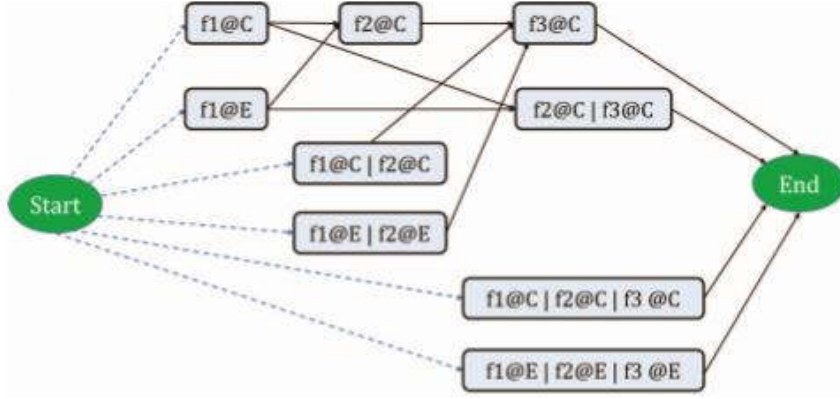 f1@C
f2@C
f3@C
f1@E
f2@C | f3@C
f1@C | f2@C
Start
End
f1@E | f2@E
f1@C | f2@C | f3 @C
f1@E | f2@E | f3 @E